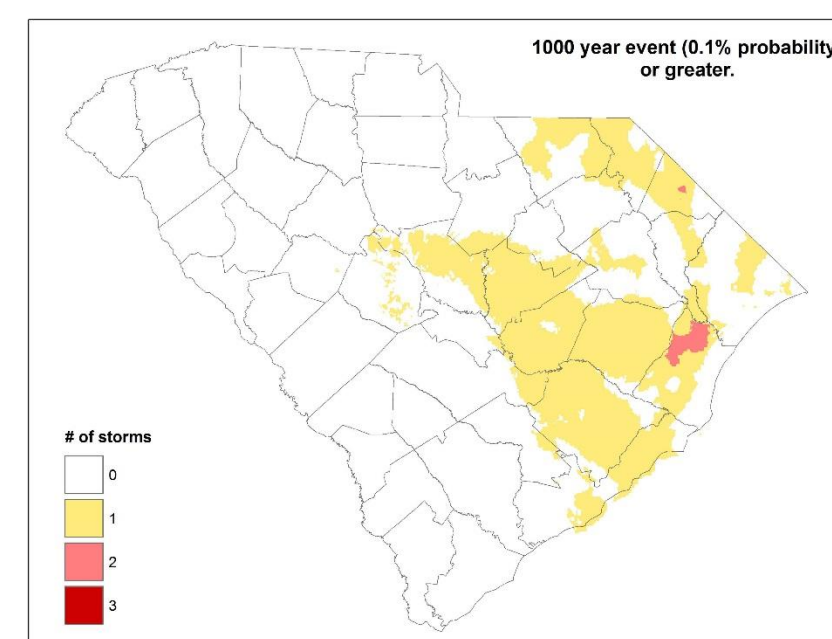 1000 year event (0.1% probability
or greater.
# of storms
0
1
2
3